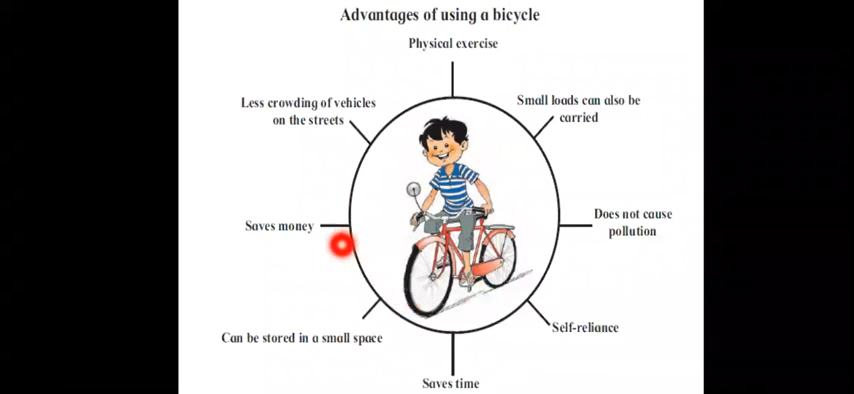 Advantages of using a bicycle
Physical exercise
Less crowding of vehicles
on the streets
Small loads can also be
carried
Saves money
Does not cause
pollution
Can be stored in a small space
Self-reliance
Saves time